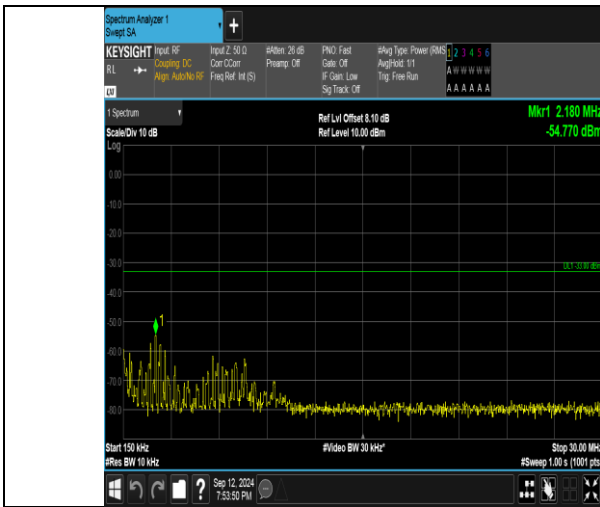 Spectrum Analyzer 1
Swept SA
+
KEYSIGHT Input: RF Input Z: 50 Ω #Atten: 26 dB PNO: Fast #Avg Type: Power (RMS 1 2 3 4 5 6
RL Coupling: DC Corr CCorr Preamp: Off Gate: Off Avg|Hold: 1/1 A W W W W W
Align: Auto/No RF Freq Ref: Int (S) IF Gain: Low Trig: Free Run
LXI Sig Track: Off A A A A A A
1 Spectrum Ref Lvl Offset 8.10 dB Mkr1 2.180 MHz
Scale/Div 10 dB Ref Level 10.00 dBm -54.770 dBm
Log
0.00
-10.0
-20.0
-30.0 DL1 -33.00 dBm
-40.0
-50.0 1
-60.0
-70.0
-80.0
Start 150 kHz #Video BW 30 kHz* Stop 30.00 MHz
#Res BW 10 kHz #Sweep 1.00 s (1001 pts
? Sep 12, 2024
7:53:50 PM